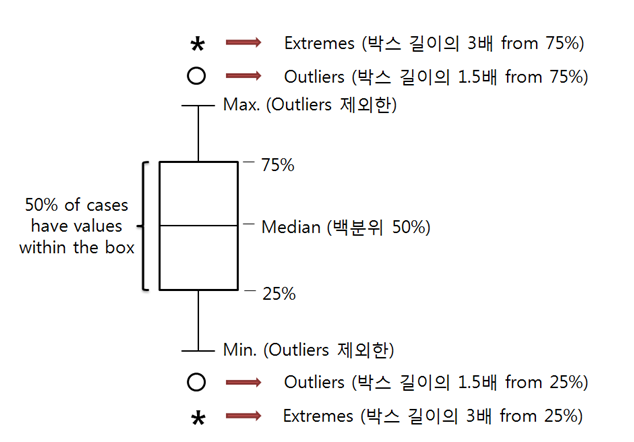 * Extremes (박스 길이의 3배 from 75%)
Outliers (박스 길이의 1.5배 from 75%)
Max. (Outliers 제외한)
75%
50% of cases
have values
within the box
Median (백분위 50%)
25%
Min. (Outliers 제외한)
Outliers (박스 길이의 1.5배 from 25%)
* Extremes (박스 길이의 3배 from 25%)